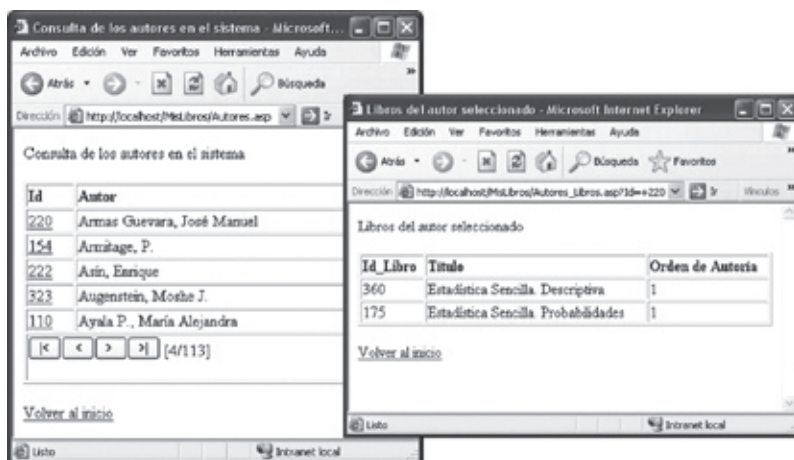 Consulta de los autores en el sistema - Microsoft...
Archivo Edición Ver Favoritos Herramientas Ayuda
Atrás Búsqueda
Dirección http://localhost/MisLibros/Autores.asp Ir
Consulta de los autores en el sistema
Id Autor
220 Armas Guevara, José Manuel
154 Armitage, P.
222 Asín, Enrique
323 Augenstein, Moshe J.
110 Ayala P., María Alejandra
|< < > >| [4/113]
Volver al inicio
Listo Intranet local
Libros del autor seleccionado - Microsoft Internet Explorer
Archivo Edición Ver Favoritos Herramientas Ayuda
Atrás Búsqueda Favoritos
Dirección http://localhost/MisLibros/Autores_Libros.asp?Id=+220 Ir Vínculos
Libros del autor seleccionado
Id_Libro Título Orden de Autoría
360 Estadística Sencilla. Descriptiva 1
175 Estadística Sencilla. Probabilidades 1
Volver al inicio
Listo Intranet local